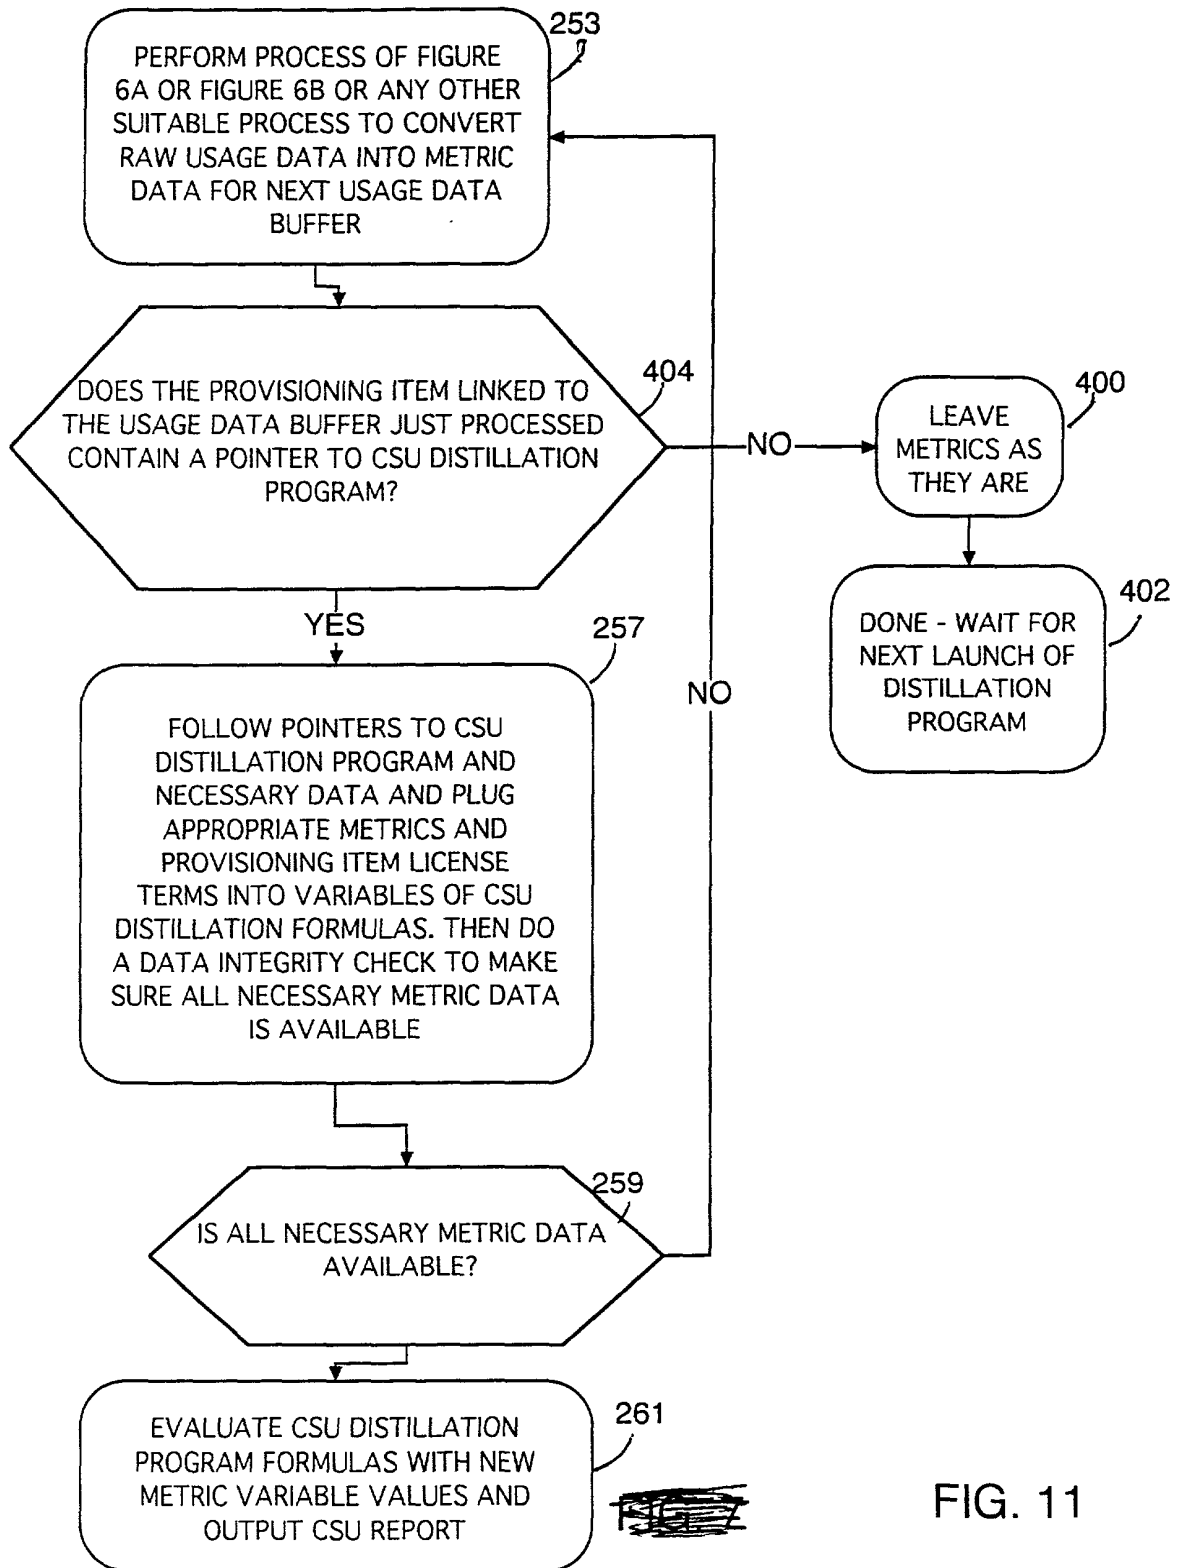 253
PERFORM PROCESS OF FIGURE
6A OR FIGURE 6B OR ANY OTHER
SUITABLE PROCESS TO CONVERT
RAW USAGE DATA INTO METRIC
DATA FOR NEXT USAGE DATA
BUFFER
404
DOES THE PROVISIONING ITEM LINKED TO
THE USAGE DATA BUFFER JUST PROCESSED
CONTAIN A POINTER TO CSU DISTILLATION
PROGRAM?
NO
400
LEAVE
METRICS AS
THEY ARE
402
DONE - WAIT FOR
NEXT LAUNCH OF
DISTILLATION
PROGRAM
YES
257
NO
FOLLOW POINTERS TO CSU
DISTILLATION PROGRAM AND
NECESSARY DATA AND PLUG
APPROPRIATE METRICS AND
PROVISIONING ITEM LICENSE
TERMS INTO VARIABLES OF CSU
DISTILLATION FORMULAS. THEN DO
A DATA INTEGRITY CHECK TO MAKE
SURE ALL NECESSARY METRIC DATA
IS AVAILABLE
259
IS ALL NECESSARY METRIC DATA
AVAILABLE?
261
EVALUATE CSU DISTILLATION
PROGRAM FORMULAS WITH NEW
METRIC VARIABLE VALUES AND
OUTPUT CSU REPORT
FIG. 11